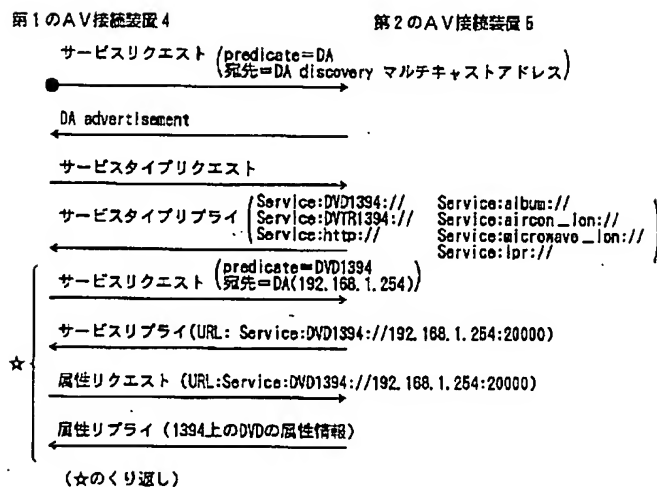 第1のAV接続装置4 第2のAV接続装置5
サービスリクエスト (predicate=DA
宛先=DA discovery マルチキャストアドレス)
DA advertisement
サービスタイプリクエスト
サービスタイプリプライ (Service:DVD1394:// Service:album://
Service:DVTR1394:// Service:aircon_lon://
Service:http:// Service:microwave_lon://
Service:lpr://)
サービスリクエスト (predicate=DVD1394
宛先=DA(192.168.1.254))
サービスリプライ(URL: Service:DVD1394://192.168.1.254:20000)
☆
属性リクエスト (URL:Service:DVD1394://192.168.1.254:20000)
属性リプライ (1394上のDVDの属性情報)
(☆のくり返し)